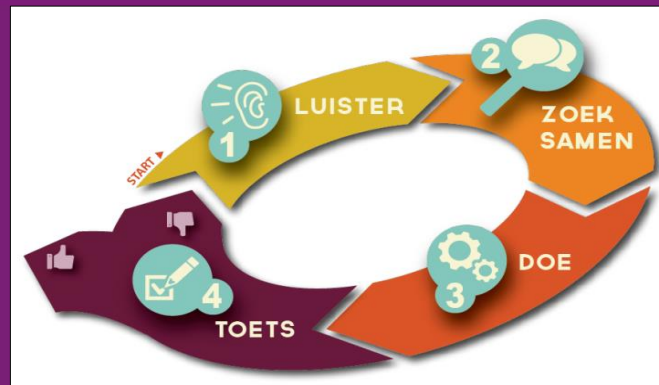 START
1
LUISTER
2
ZOEK
SAMEN
3
DOE
4
TOETS